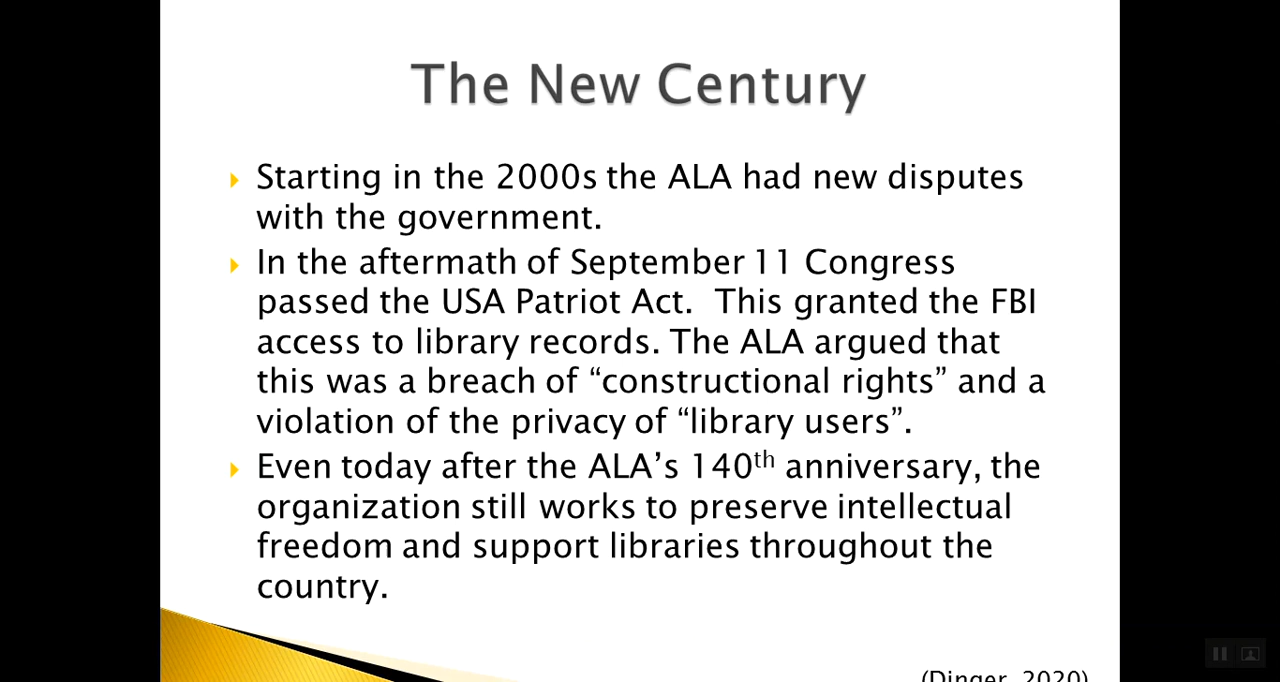 The New Century
Starting in the 2000s the ALA had new disputes
with the government.
In the aftermath of September 11 Congress
passed the USA Patriot Act.  This granted the FBI
access to library records. The ALA argued that
this was a breach of “constructional rights” and a
violation of the privacy of “library users”.
Even today after the ALA’s 140th anniversary, the
organization still works to preserve intellectual
freedom and support libraries throughout the
country.
(Dinger, 2020)